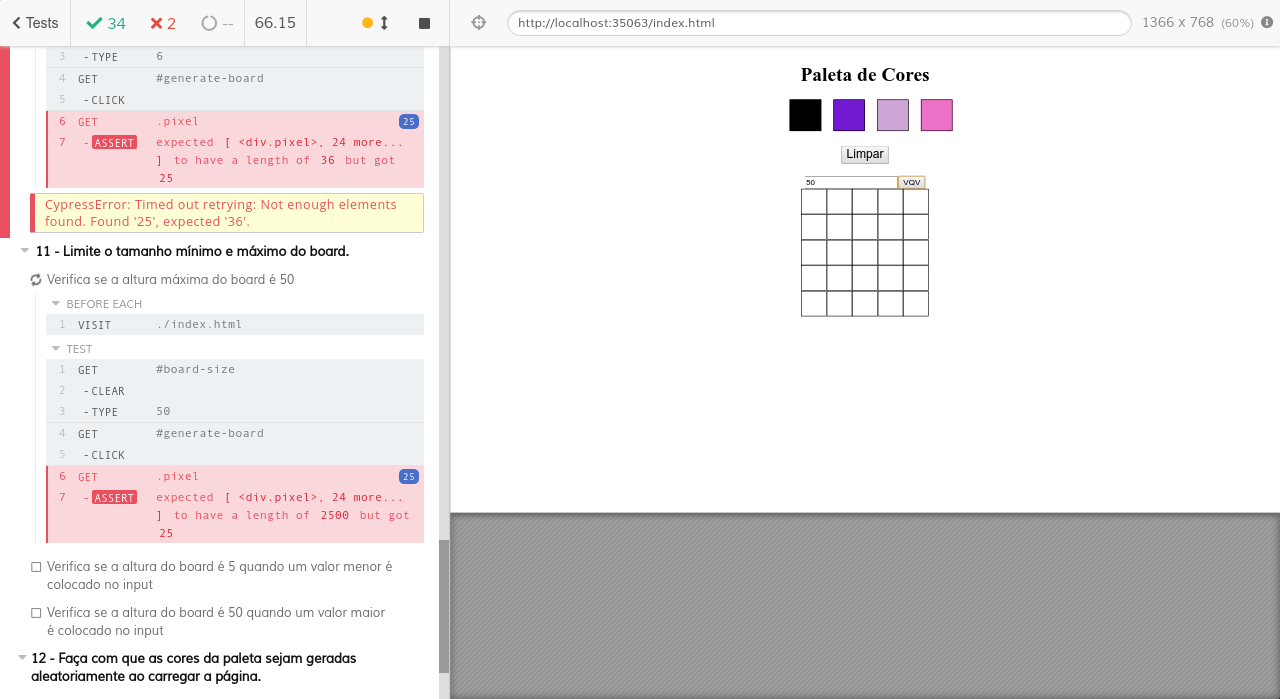 Tests 34 2 -- 66.15
http://localhost:35063/index.html 1366 x 768 (60%)
3 -TYPE 6
4 GET #generate-board
5 -CLICK
6 GET .pixel 25
7 -ASSERT expected [ <div.pixel>, 24 more...
] to have a length of 36 but got
25
CypressError: Timed out retrying: Not enough elements
found. Found '25', expected '36'.
11 - Limite o tamanho mínimo e máximo do board.
Verifica se a altura máxima do board é 50
BEFORE EACH
1 VISIT ./index.html
TEST
1 GET #board-size
2 -CLEAR
3 -TYPE 50
4 GET #generate-board
5 -CLICK
6 GET .pixel 25
7 -ASSERT expected [ <div.pixel>, 24 more...
] to have a length of 2500 but got
25
Verifica se a altura do board é 5 quando um valor menor é
colocado no input
Verifica se a altura do board é 50 quando um valor maior
é colocado no input
12 - Faça com que as cores da paleta sejam geradas
aleatoriamente ao carregar a página.
Paleta de Cores
Limpar
50 VQV